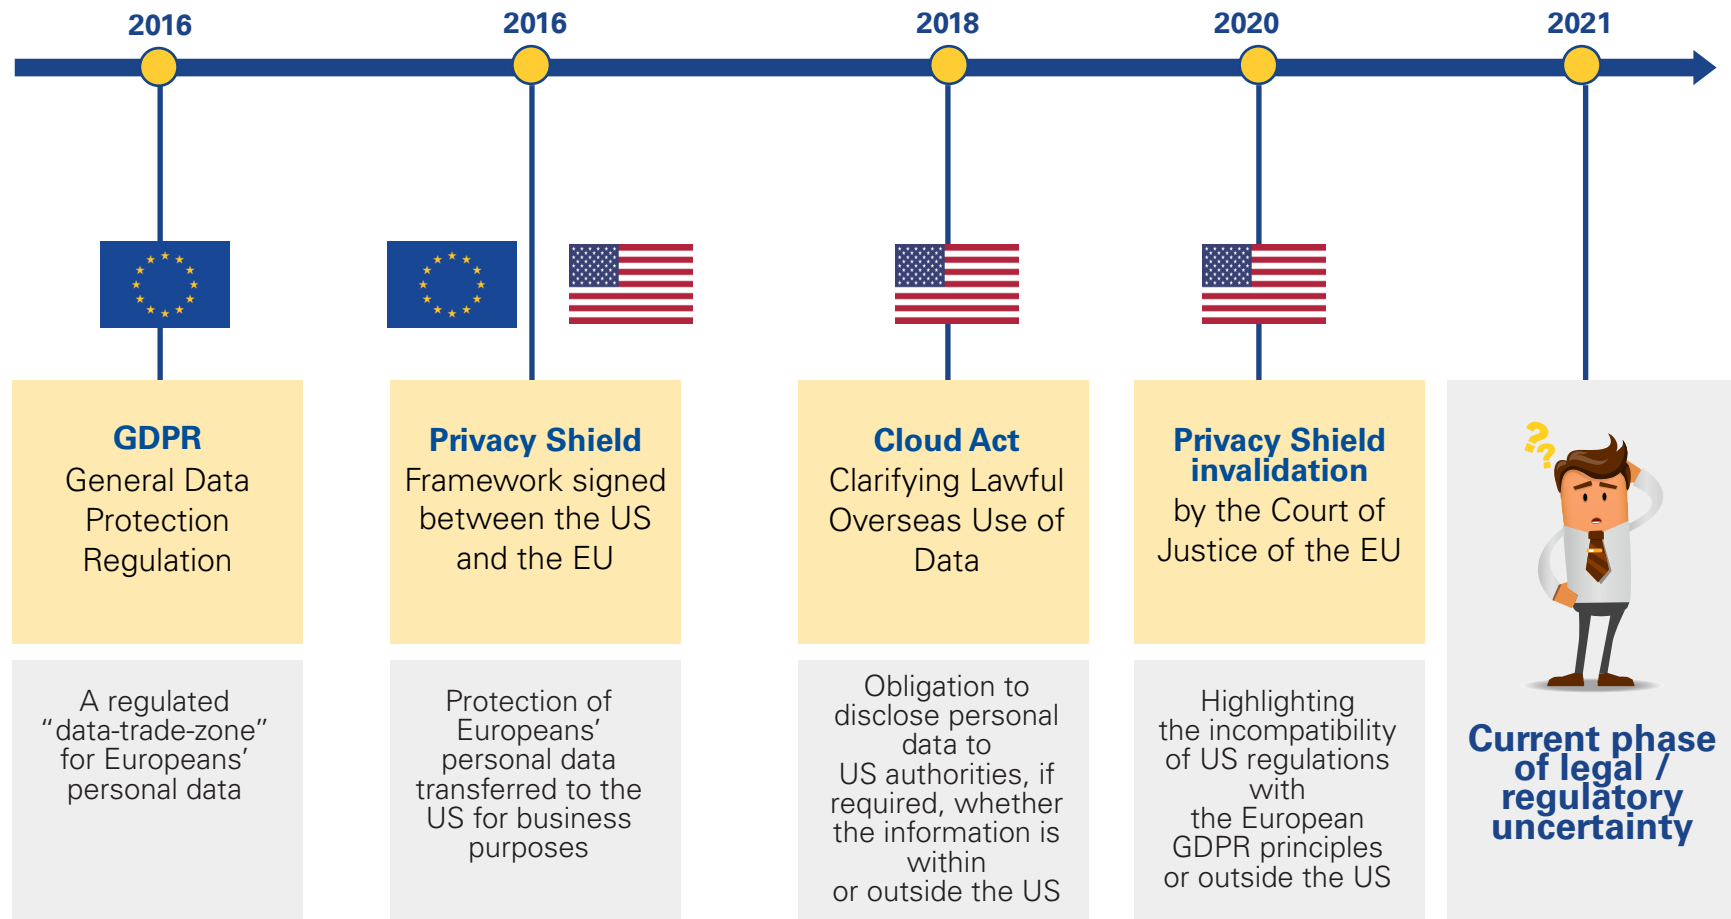 2016
2016
2018
2020
2021
GDPR
General Data
Protection
Regulation
A regulated
“data-trade-zone”
for Europeans’
personal data
Privacy Shield
Framework signed
between the US
and the EU
Protection of
Europeans’
personal data
transferred to the
US for business
purposes
Cloud Act
Clarifying Lawful
Overseas Use of
Data
Obligation to
disclose personal
data to
US authorities, if
required, whether
the information is
within
or outside the US
Privacy Shield
invalidation
by the Court of
Justice of the EU
Highlighting
the incompatibility
of US regulations
with
the European
GDPR principles
or outside the US
??
Current phase
of legal /
regulatory
uncertainty